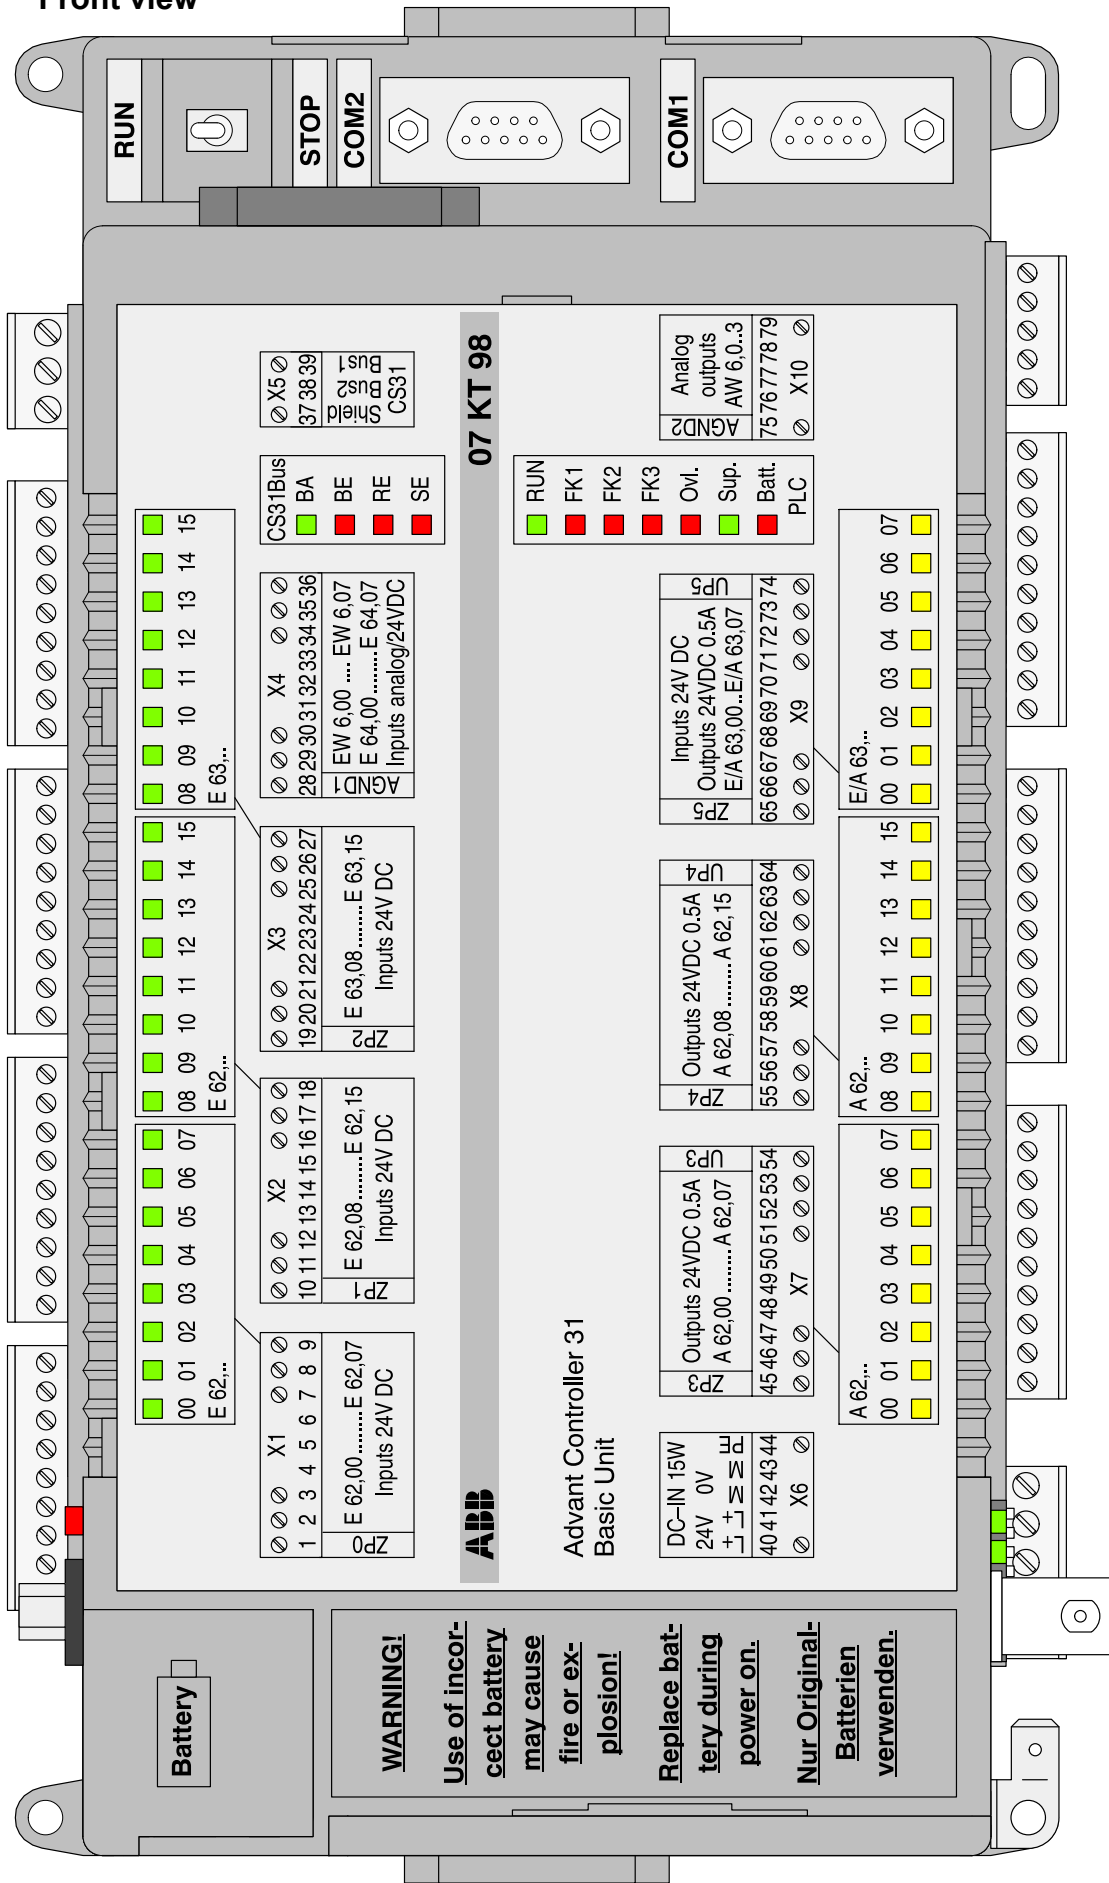 Front view
RUN
STOP
COM2
COM1
X5
37 38 39
Shield
Bus2
Bus1
CS31
07 KT 98
Analog
outputs
AW 6,0..3
AGND2
75 76 77 78 79
X10
CS31Bus
BA
BE
RE
SE
RUN
FK1
FK2
FK3
Ovl.
Sup.
Batt.
PLC
08 09 10 11 12 13 14 15
E 63,..
08 09 10 11 12 13 14 15
E 62,..
00 01 02 03 04 05 06 07
E 62,..
X4
28 29 30 31 32 33 34 35 36
EW 6,00 .... EW 6,07
E 64,00 ......... E 64,07
Inputs analog/24VDC
AGND1
X3
19 20 21 22 23 24 25 26 27
E 63,08 ......... E 63,15
Inputs 24V DC
ZP2
X2
10 11 12 13 14 15 16 17 18
E 62,08 ......... E 62,15
Inputs 24V DC
ZP1
X1
1 2 3 4 5 6 7 8 9
E 62,00 ......... E 62,07
Inputs 24V DC
ZP0
ABB
Advant Controller 31
Basic Unit
Inputs 24V DC
Outputs 24VDC 0.5A
E/A 63,00..E/A 63,07
ZP5
UP5
65 66 67 68 69 70 71 72 73 74
X9
Outputs 24VDC 0.5A
A 62,08 ......... A 62,15
ZP4
UP4
55 56 57 58 59 60 61 62 63 64
X8
Outputs 24VDC 0.5A
A 62,00 ......... A 62,07
ZP3
UP3
45 46 47 48 49 50 51 52 53 54
X7
DC–IN 15W
24V 0V
L+ L+ M M PE
40 41 42 43 44
X6
E/A 63,..
00 01 02 03 04 05 06 07
A 62,..
08 09 10 11 12 13 14 15
A 62,..
00 01 02 03 04 05 06 07
Battery
WARNING!
Use of incor-
cect battery
may cause
fire or ex-
plosion!
Replace bat-
tery during
power on.
Nur Original-
Batterien
verwenden.